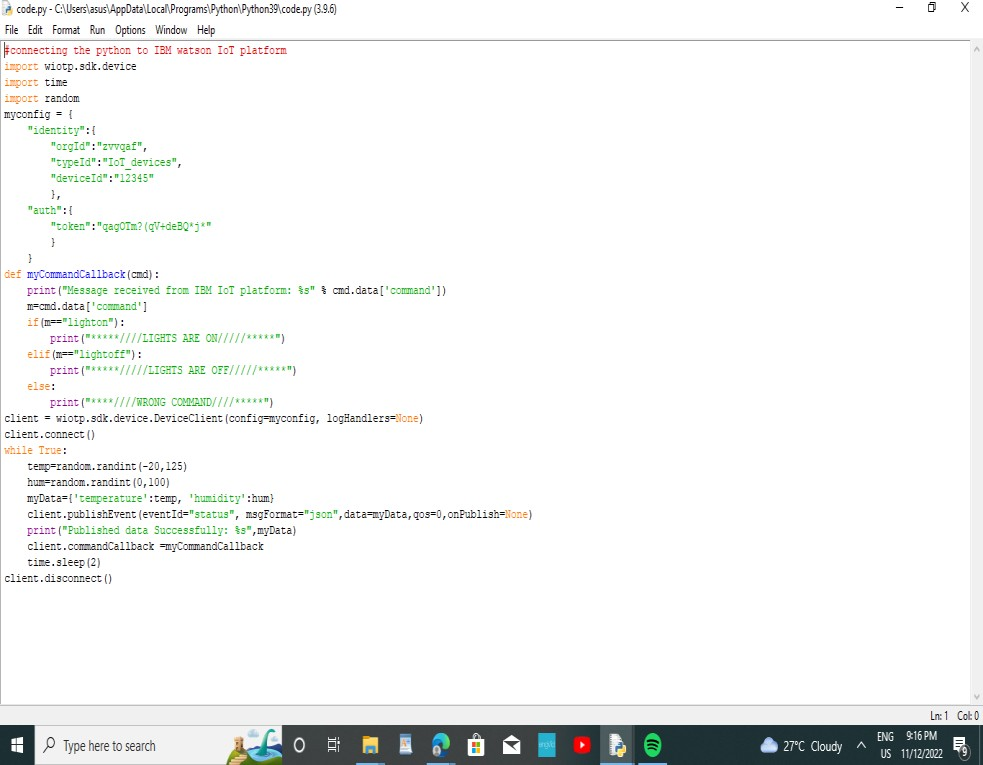 code.py - C:\Users\asus\AppData\Local\Programs\Python\Python39\code.py (3.9.6)
File Edit Format Run Options Window Help
#connecting the python to IBM watson IoT platform
import wiotp.sdk.device
import time
import random
myconfig = {
    "identity":{
        "orgId":"zvvqaf",
        "typeId":"IoT_devices",
        "deviceId":"12345"
        },
    "auth":{
        "token":"qagOTm?(qV+deBQ*j*"
        }
    }
def myCommandCallback(cmd):
    print("Message received from IBM IoT platform: %s" % cmd.data['command'])
    m=cmd.data['command']
    if(m=="lighton"):
        print("*****////LIGHTS ARE ON/////*****")
    elif(m=="lightoff"):
        print("*****/////LIGHTS ARE OFF/////*****")
    else:
        print("****////WRONG COMMAND////*****")
client = wiotp.sdk.device.DeviceClient(config=myconfig, logHandlers=None)
client.connect()
while True:
    temp=random.randint(-20,125)
    hum=random.randint(0,100)
    myData={'temperature':temp, 'humidity':hum}
    client.publishEvent(eventId="status", msgFormat="json",data=myData,qos=0,onPublish=None)
    print("Published data Successfully: %s",myData)
    client.commandCallback =myCommandCallback
    time.sleep(2)
client.disconnect()
Ln: 1 Col: 0
Type here to search
27°C Cloudy
ENG
US
9:16 PM
11/12/2022
9